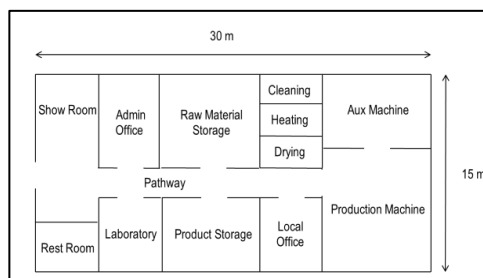 30 m
Show Room
Admin
Office
Raw Material
Storage
Cleaning
Heating
Drying
Aux Machine
15 m
Pathway
Production Machine
Rest Room
Laboratory
Product Storage
Local
Office